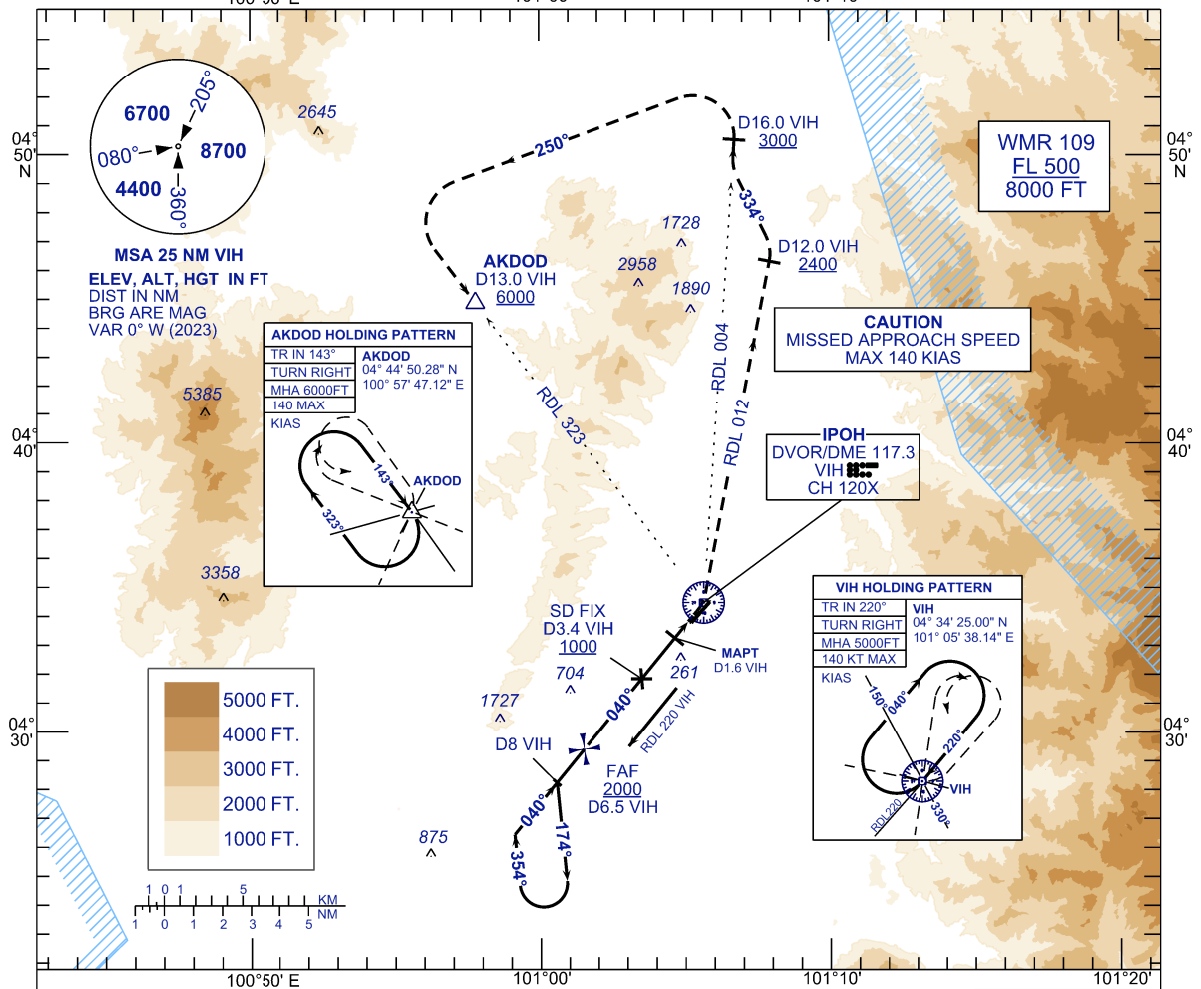 101°00'
6700
205°
8700
080°
4400
360°
MSA 25 NM VIH
ELEV, ALT, HGT IN FT
DIST IN NM
BRG ARE MAG
VAR 0° W (2023)
2645
04°
50'
N
250°
D16.0 VIH
3000
334°
D12.0 VIH
2400
WMR 109
FL 500
8000 FT
04°
50'
N
AKDOD
D13.0 VIH
6000
1728
2958
1890
CAUTION
MISSED APPROACH SPEED
MAX 140 KIAS
AKDOD HOLDING PATTERN
TR IN 143°
TURN RIGHT
MHA 6000FT
140 MAX
KIAS
AKDOD
04° 44' 50.28" N
100° 57' 47.12" E
143°
323°
AKDOD
5385
3358
04°
40'
RDL 323
RDL 004
RDL 012
04°
40'
IPOH
DVOR/DME 117.3
VIH
CH 120X
SD FIX
D3.4 VIH
1000
MAPT
D1.6 VIH
704
261
1727
040°
RDL 220 VIH
D8 VIH
FAF
2000
D6.5 VIH
040°
174°
354°
875
VIH HOLDING PATTERN
TR IN 220°
TURN RIGHT
MHA 5000FT
140 KT MAX
KIAS
VIH
04° 34' 25.00" N
101° 05' 38.14" E
150°
040°
220°
VIH
RDL220
330°
04°
30'
04°
30'
5000 FT.
4000 FT.
3000 FT.
2000 FT.
1000 FT.
1 0 1 5 KM
NM
1 0 1 2 3 4 5
100°50' E
101°00'
101°10'
101°20'